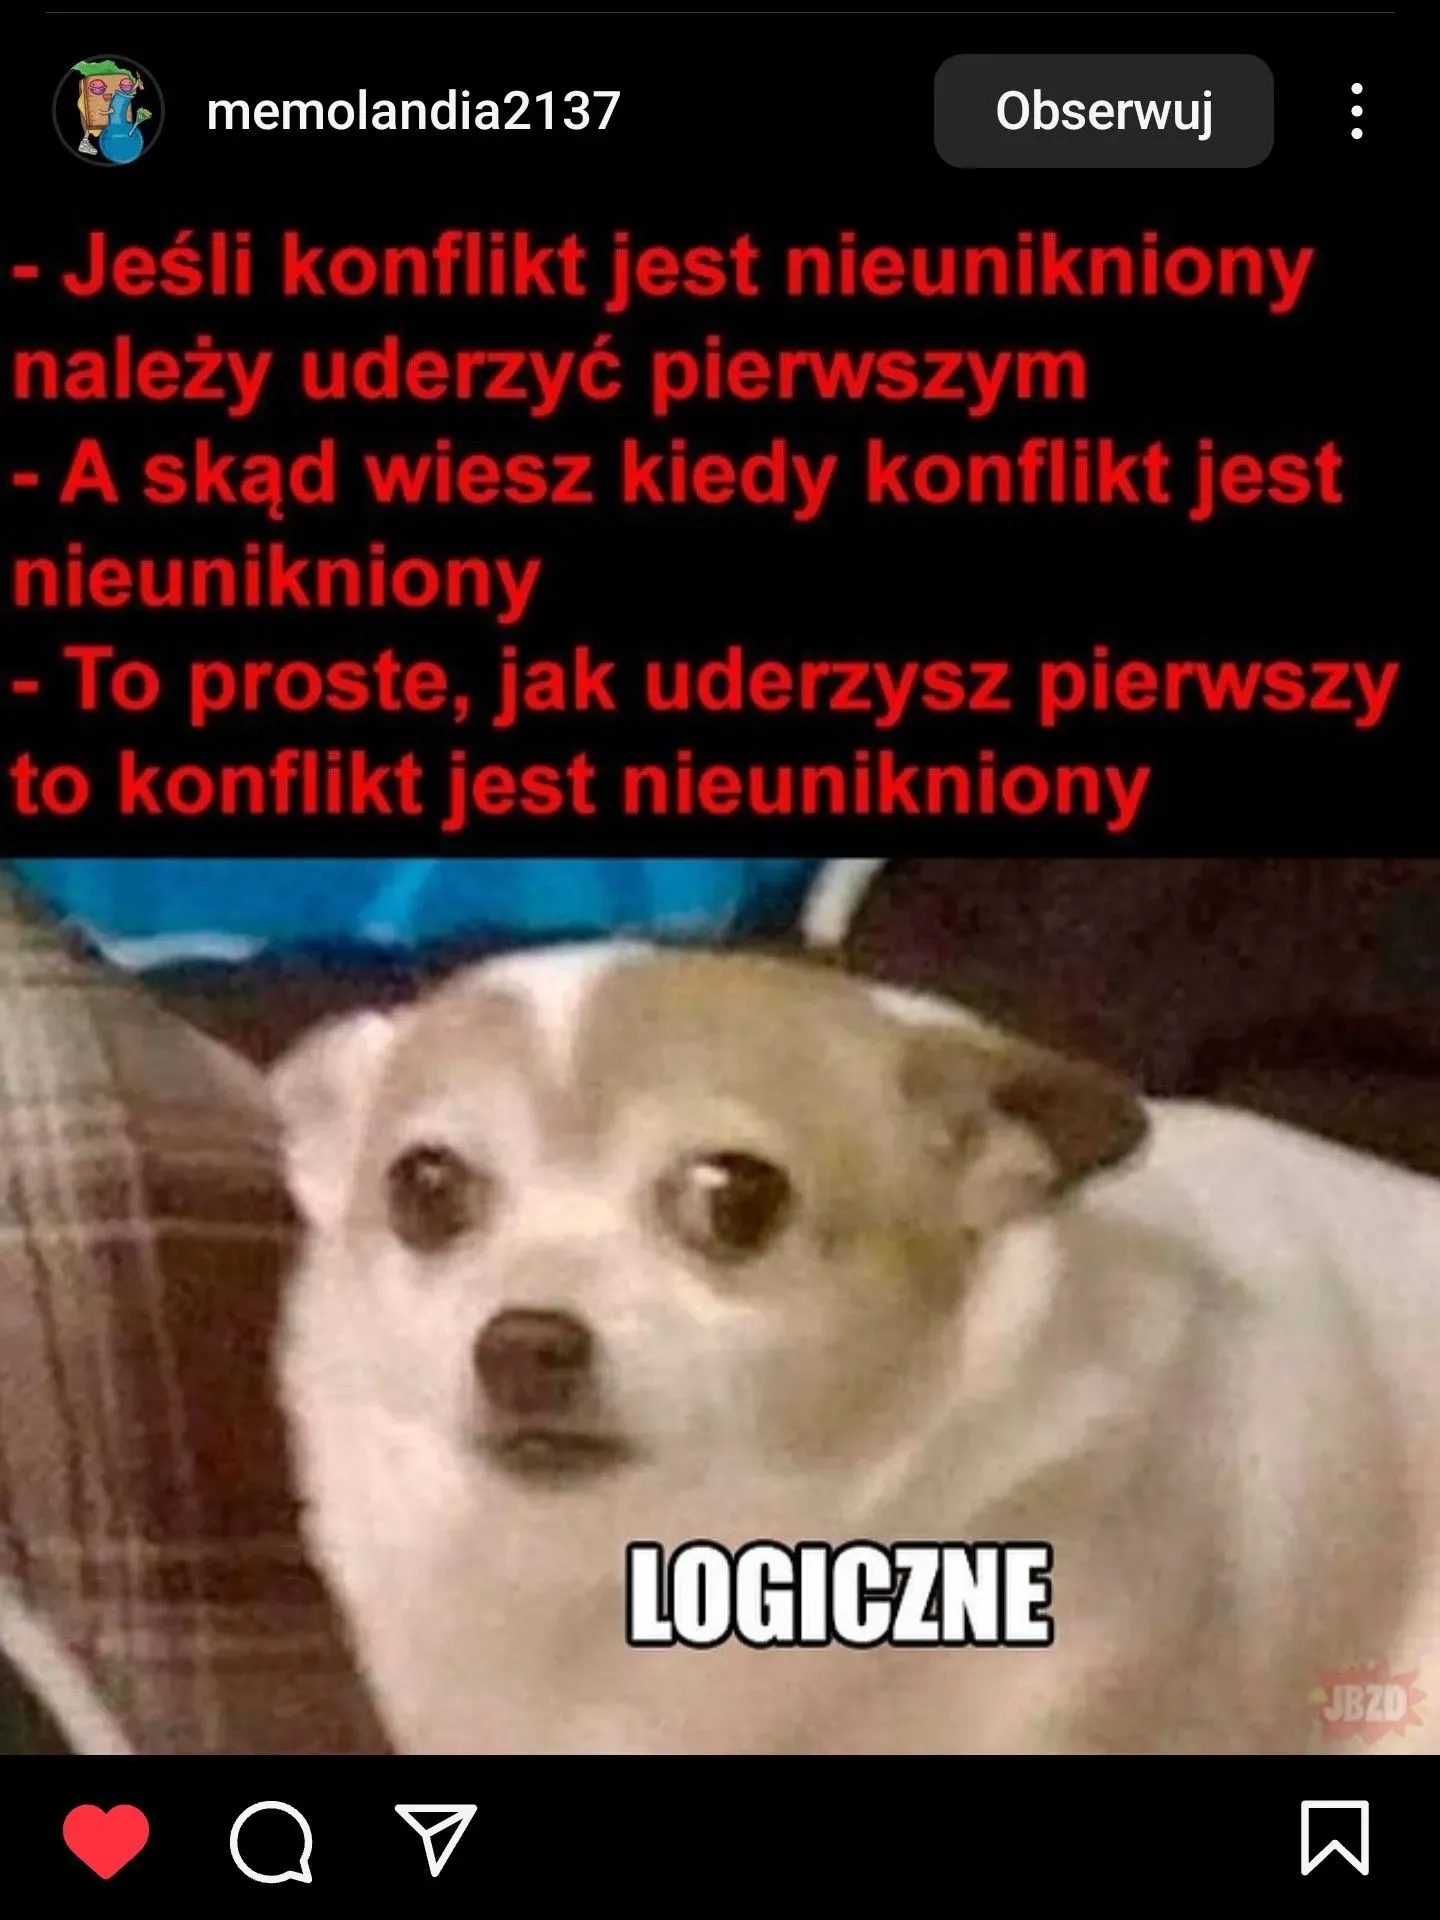 memolandia2137
Obserwuj
- Jeśli konflikt jest nieunikniony
należy uderzyć pierwszym
- A skąd wiesz kiedy konflikt jest
nieunikniony
- To proste, jak uderzysz pierwszy
to konflikt jest nieunikniony
LOGICZNE
JBZD